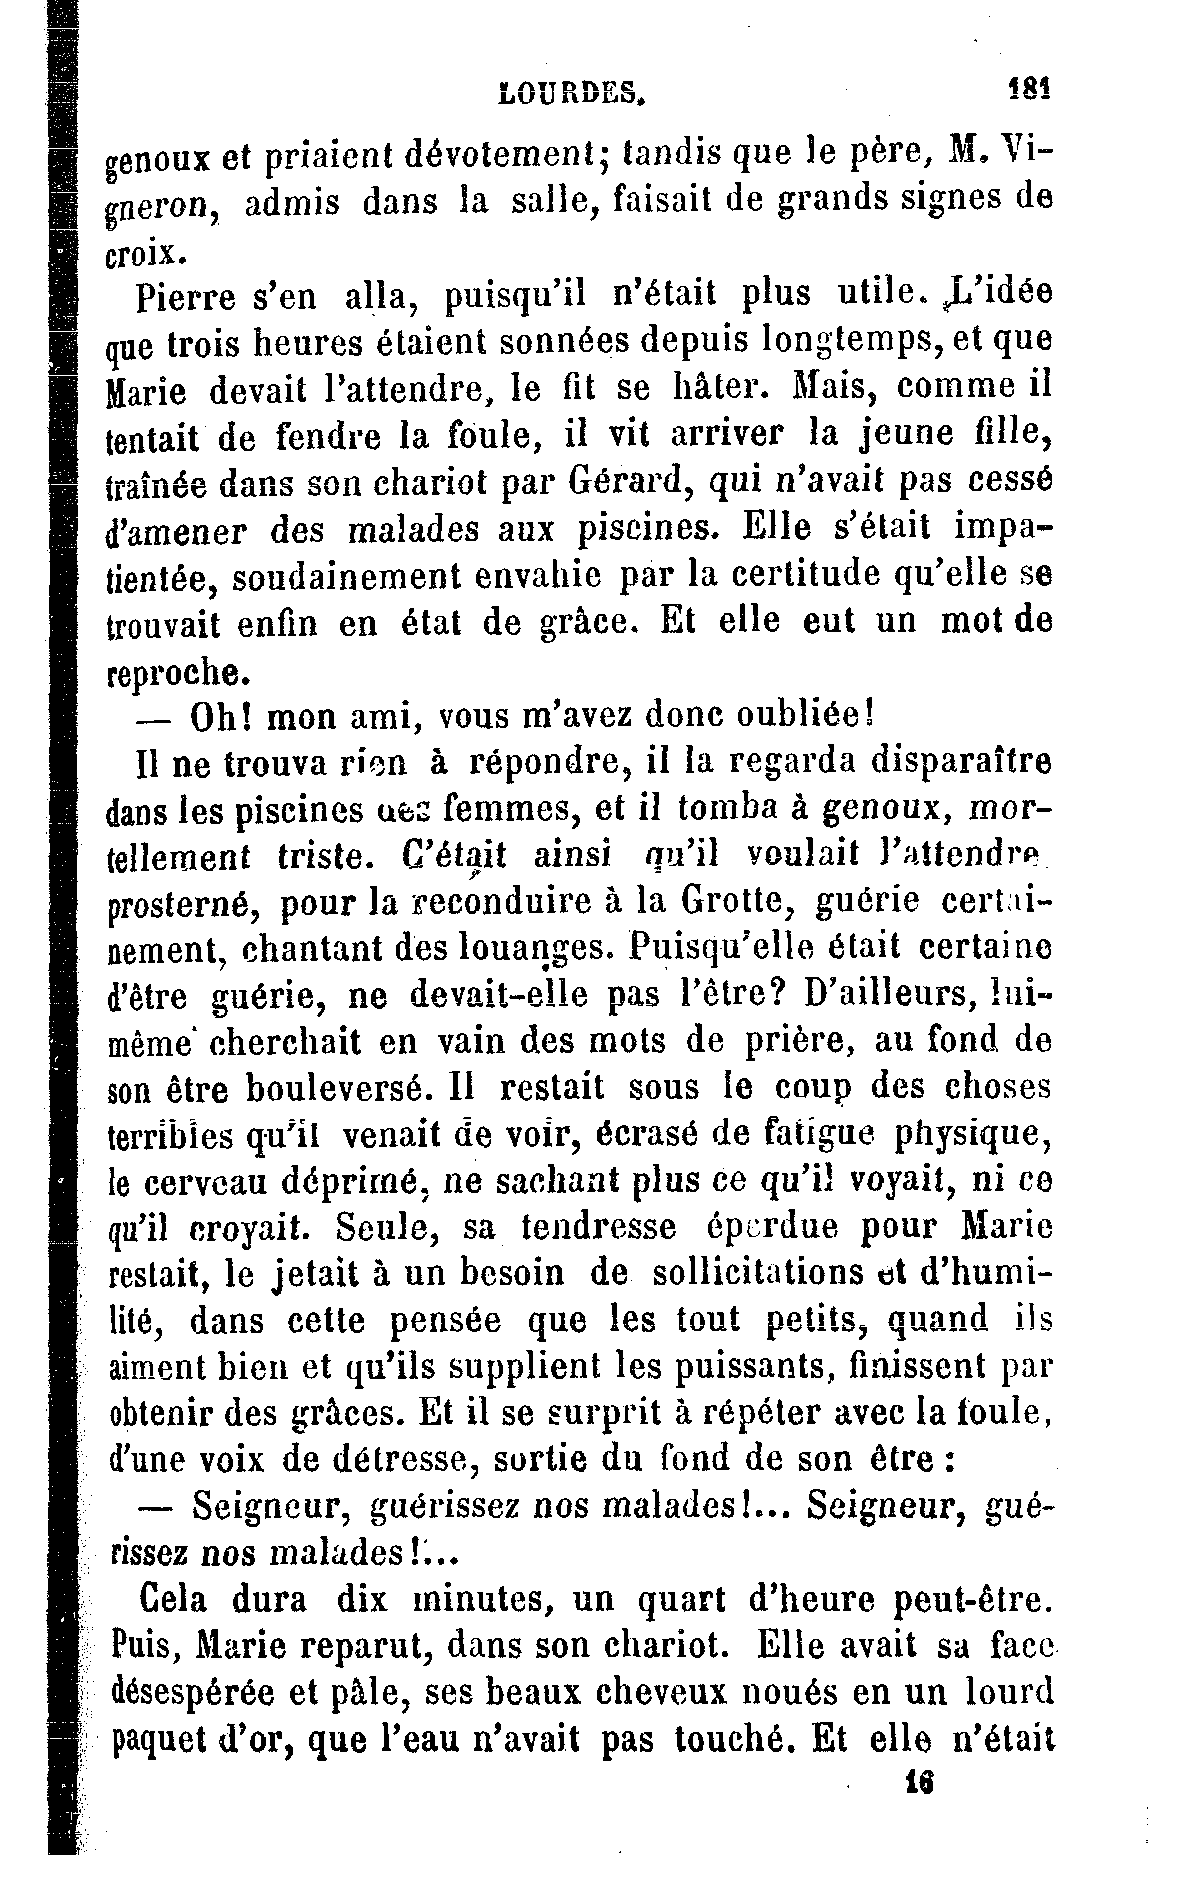 LOURDES. 181
genoux et priaient dévotement; tandis que le père, M. Vi-
gneron, admis dans la salle, faisait de grands signes de
croix.
Pierre s'en alla, puisqu'il n'était plus utile. L'idée
que trois heures étaient sonnées depuis longtemps, et que
Marie devait l'attendre, le fit se hâter. Mais, comme il
tentait de fendre la foule, il vit arriver la jeune fille,
traînée dans son chariot par Gérard, qui n'avait pas cessé
d'amener des malades aux piscines. Elle s'était impa-
tientée, soudainement envahie par la certitude qu'elle se
trouvait enfin en état de grâce. Et elle eut un mot de
reproche.
— Oh! mon ami, vous m'avez donc oubliée!
Il ne trouva rien à répondre, il la regarda disparaître
dans les piscines des femmes, et il tomba à genoux, mor-
tellement triste. C'était ainsi qu'il voulait l'attendre
prosterné, pour la reconduire à la Grotte, guérie certai-
nement, chantant des louanges. Puisqu'elle était certaine
d'être guérie, ne devait-elle pas l'être? D'ailleurs, lui-
même cherchait en vain des mots de prière, au fond de
son être bouleversé. Il restait sous le coup des choses
terribles qu'il venait de voir, écrasé de fatigue physique,
le cerveau déprimé, ne sachant plus ce qu'il voyait, ni ce
qu'il croyait. Seule, sa tendresse éperdue pour Marie
restait, le jetait à un besoin de sollicitations et d'humi-
lité, dans cette pensée que les tout petits, quand ils
aiment bien et qu'ils supplient les puissants, finissent par
obtenir des grâces. Et il se surprit à répéter avec la foule,
d'une voix de détresse, sortie du fond de son être :
— Seigneur, guérissez nos malades!... Seigneur, gué-
rissez nos malades!...
Cela dura dix minutes, un quart d'heure peut-être.
Puis, Marie reparut, dans son chariot. Elle avait sa face
désespérée et pâle, ses beaux cheveux noués en un lourd
paquet d'or, que l'eau n'avait pas touché. Et elle n'était
16